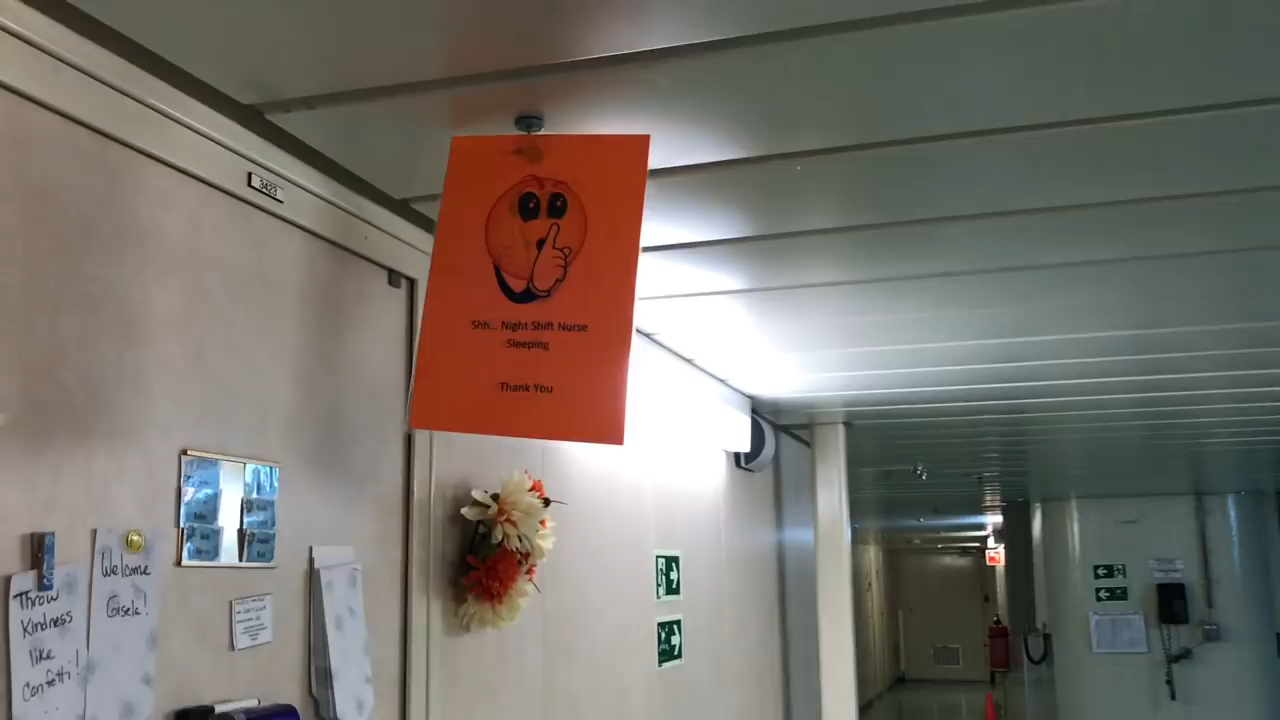 3423
Shh... Night Shift Nurse
Sleeping
Thank You
Welcome
Gisela!
Throw
Kindness
like
Confetti!